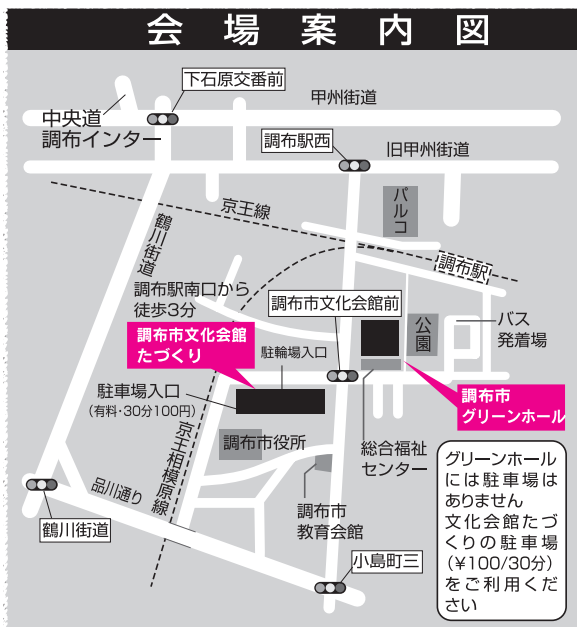 会場案内図
下石原交番前
甲州街道
中央道
調布インター
調布駅西
旧甲州街道
パルコ
京王線
鶴川街道
調布駅
調布駅南口から
徒歩3分
調布市文化会館前
公園
バス
発着場
調布市文化会館
たづくり
駐輪場入口
駐車場入口
(有料・30分100円)
調布市
グリーンホール
京王相模原線
調布市役所
総合福祉
センター
品川通り
鶴川街道
調布市
教育会館
小島町三
グリーンホール
には駐車場は
ありません
文化会館たづ
くりの駐車場
(¥100/30分)
をご利用くだ
さい